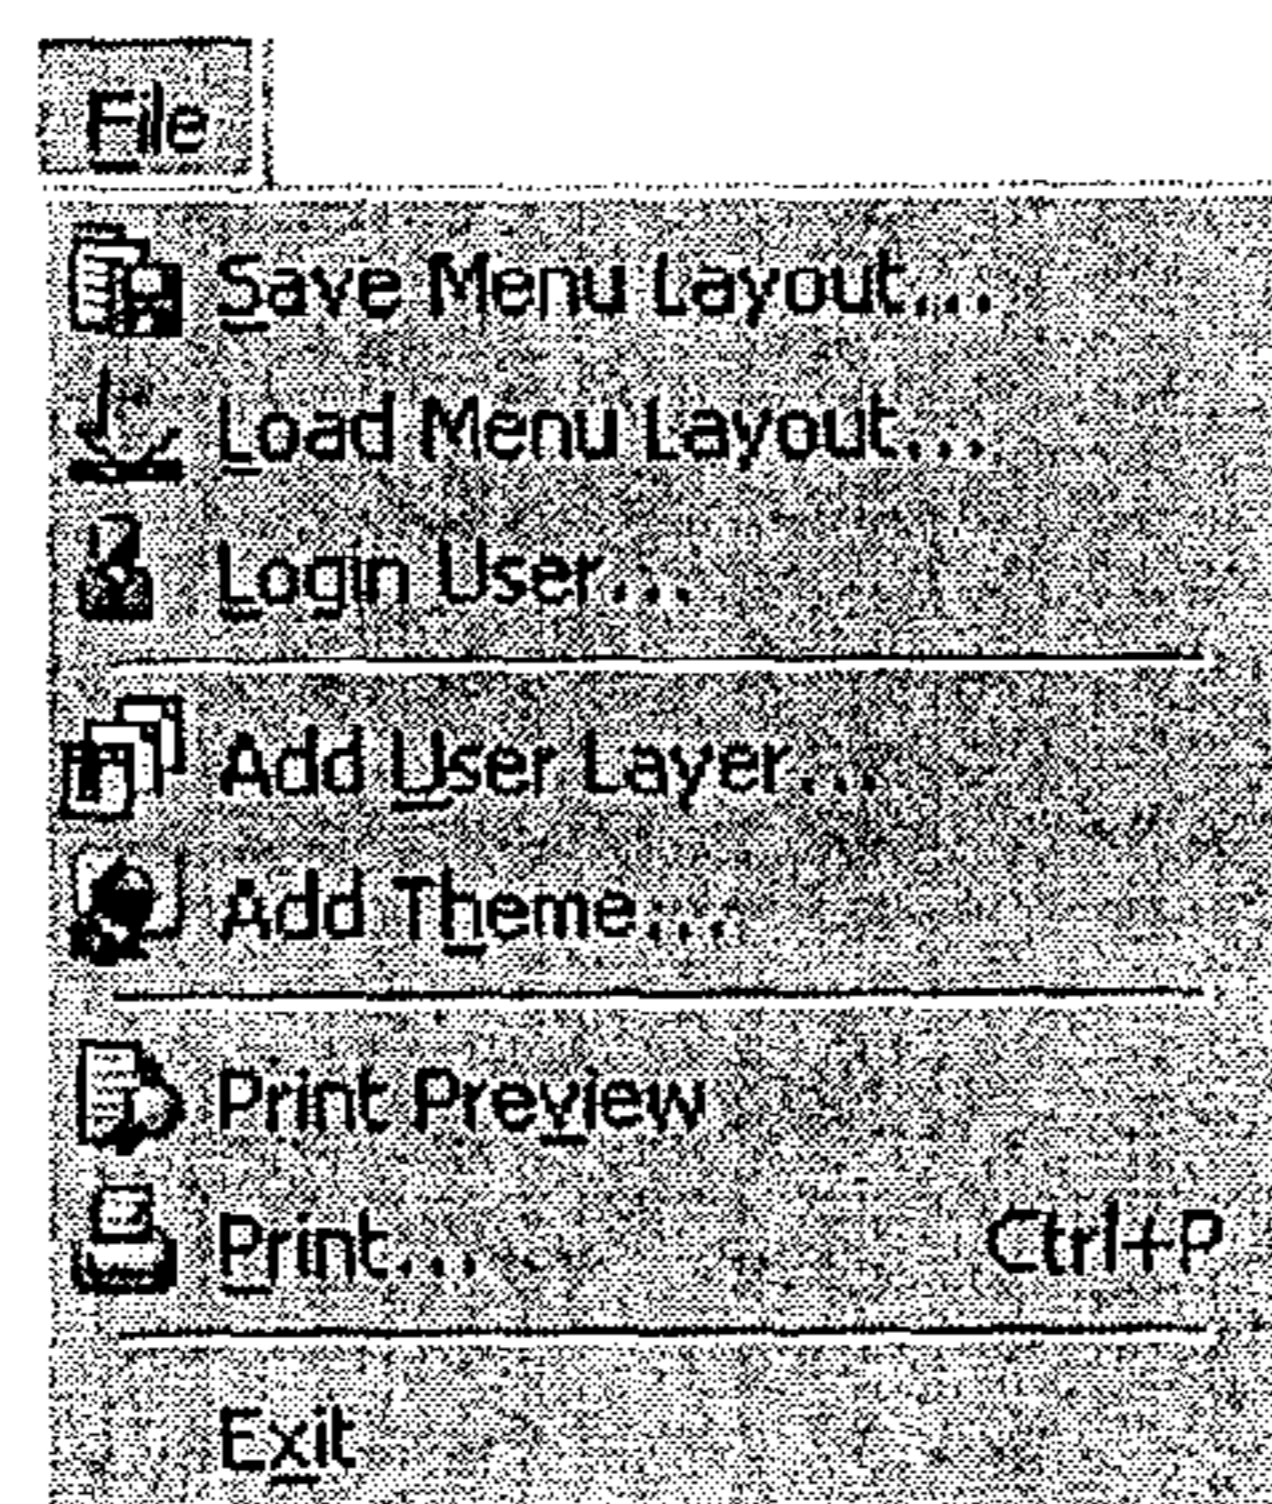 File
Save Menu Layout...
Load Menu Layout...
Login User...
Add User Layer...
Add Theme...
Print Preview
Print... Ctrl+P
Exit